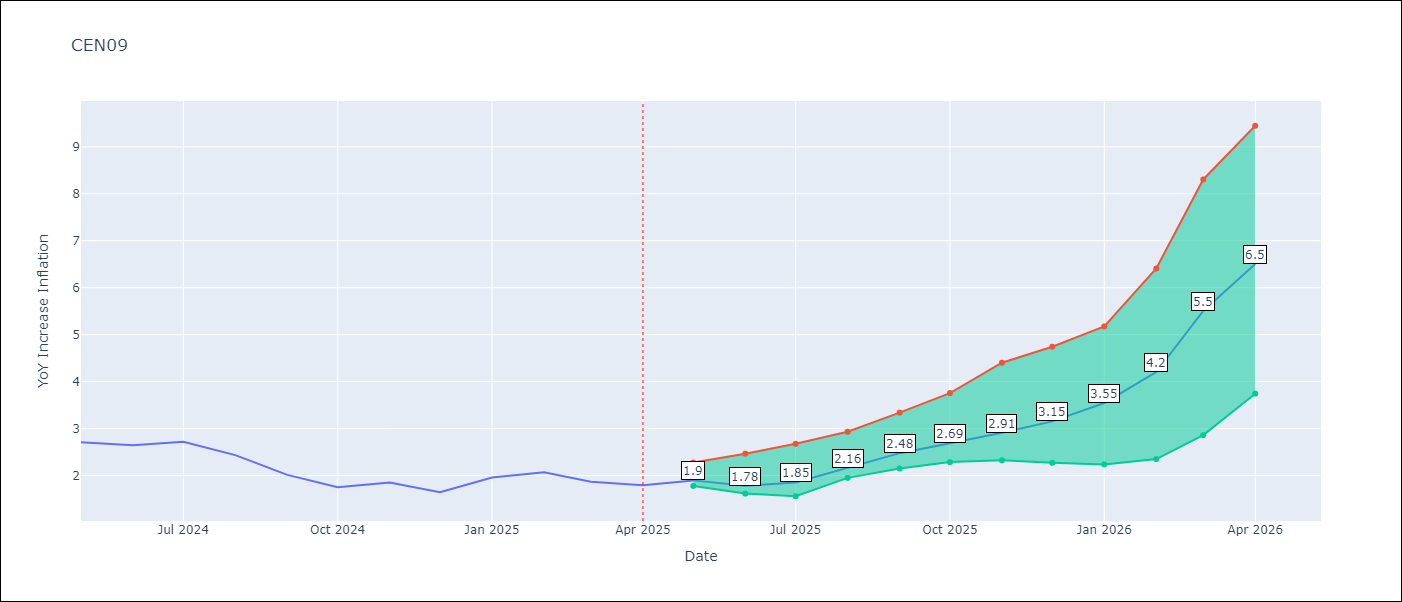 CEN09
YoY Increase Inflation
9
8
7
6
5
4
3
2
1.9
1.78
1.85
2.16
2.48
2.69
2.91
3.15
3.55
4.2
5.5
6.5
Jul 2024
Oct 2024
Jan 2025
Apr 2025
Jul 2025
Oct 2025
Jan 2026
Apr 2026
Date